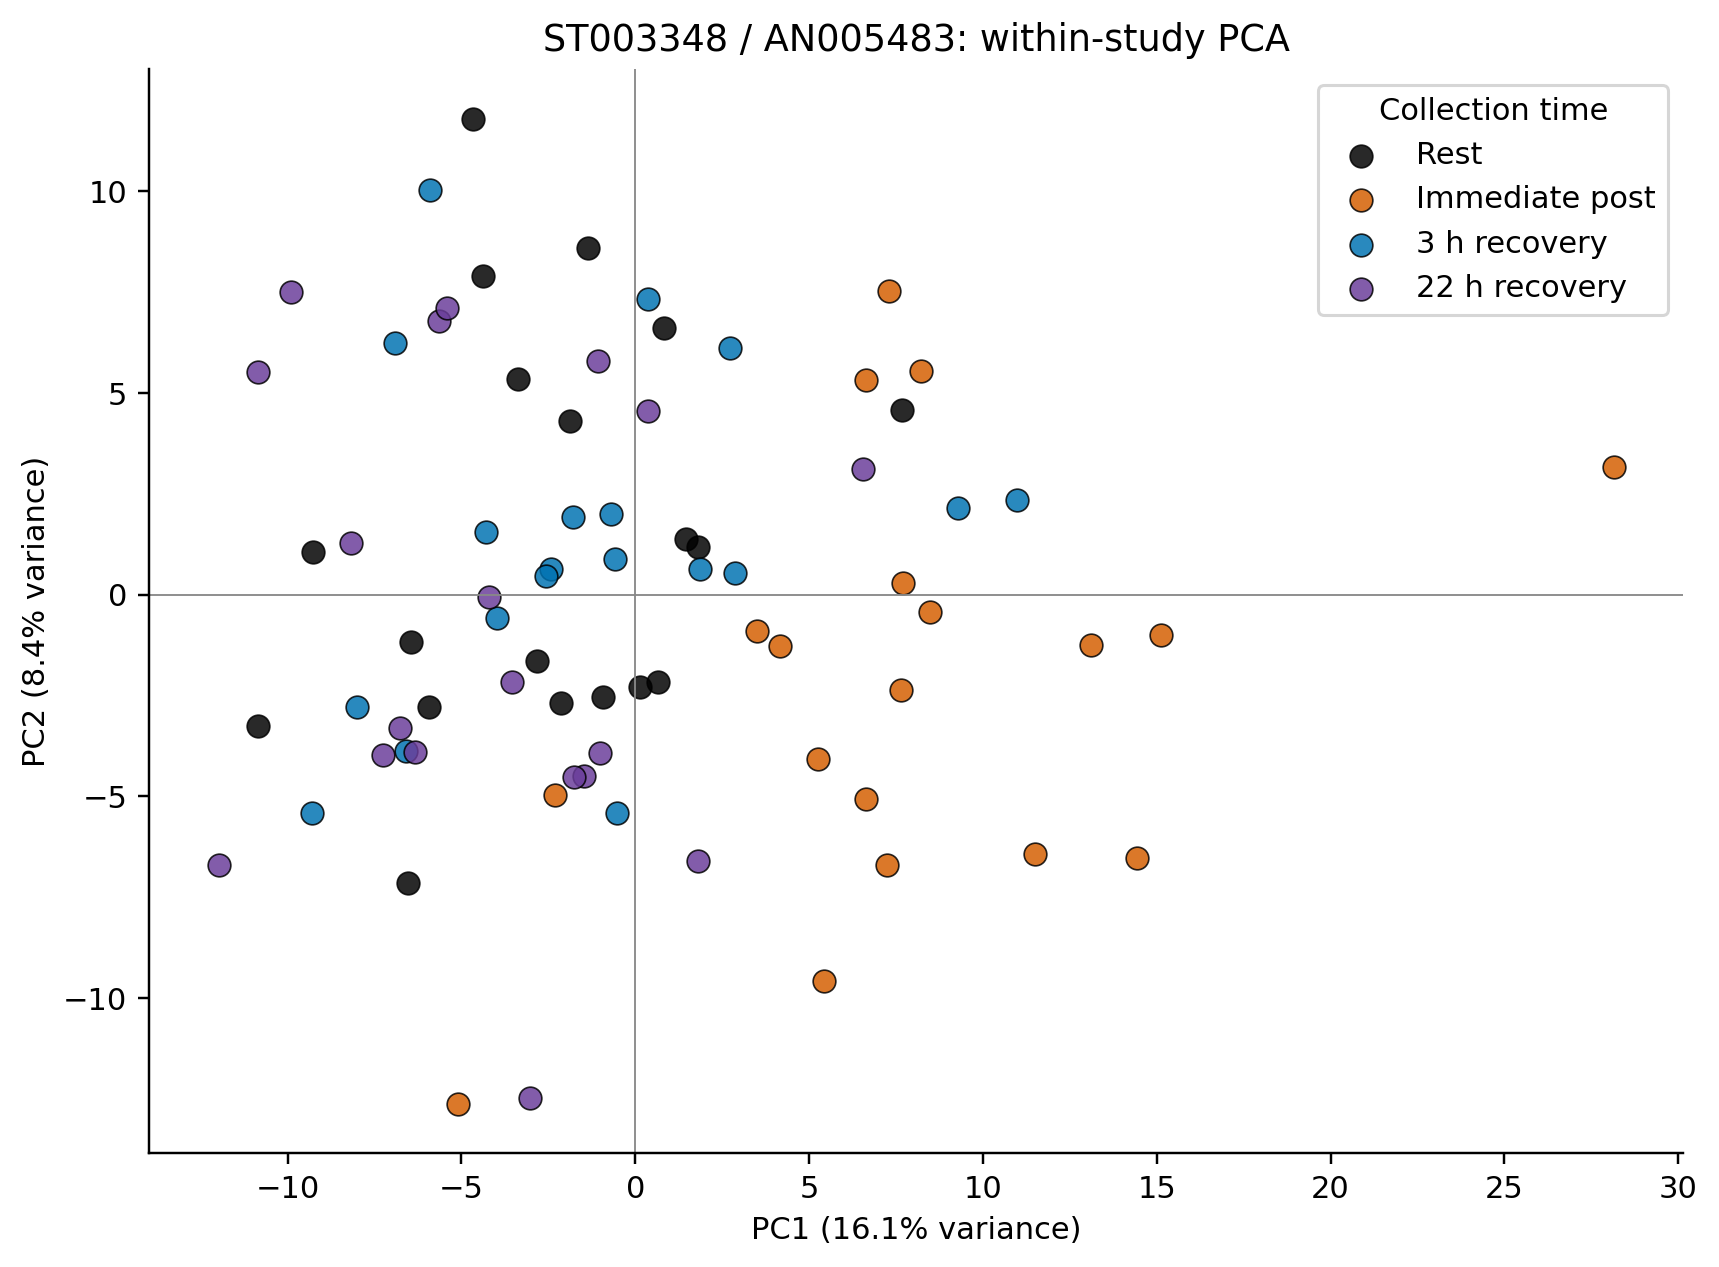 ST003348 / AN005483: within-study PCA
Collection time
Rest
Immediate post
3 h recovery
22 h recovery
PC2 (8.4% variance)
10
5
0
−5
−10
−10
−5
0
5
10
15
20
25
30
PC1 (16.1% variance)